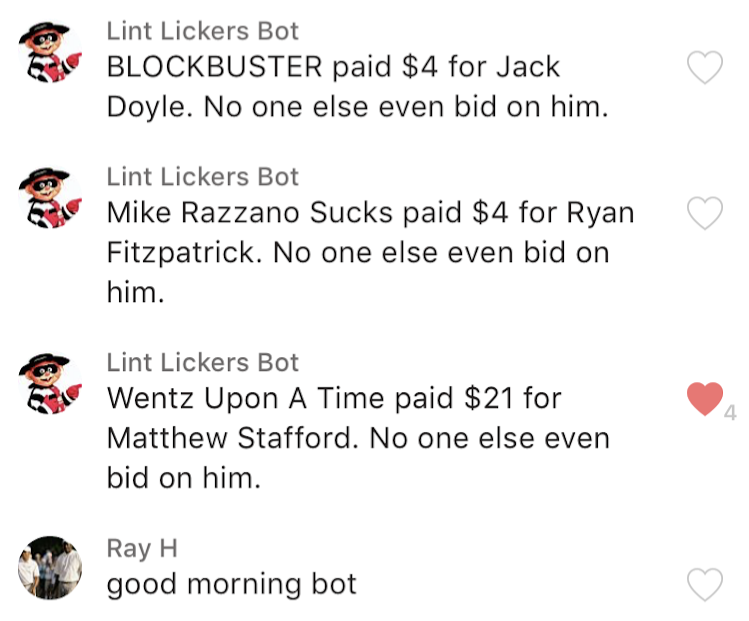 Lint Lickers Bot
BLOCKBUSTER paid $4 for Jack
Doyle. No one else even bid on him.
Lint Lickers Bot
Mike Razzano Sucks paid $4 for Ryan
Fitzpatrick. No one else even bid on
him.
Lint Lickers Bot
Wentz Upon A Time paid $21 for
Matthew Stafford. No one else even
bid on him.
4
Ray H
good morning bot